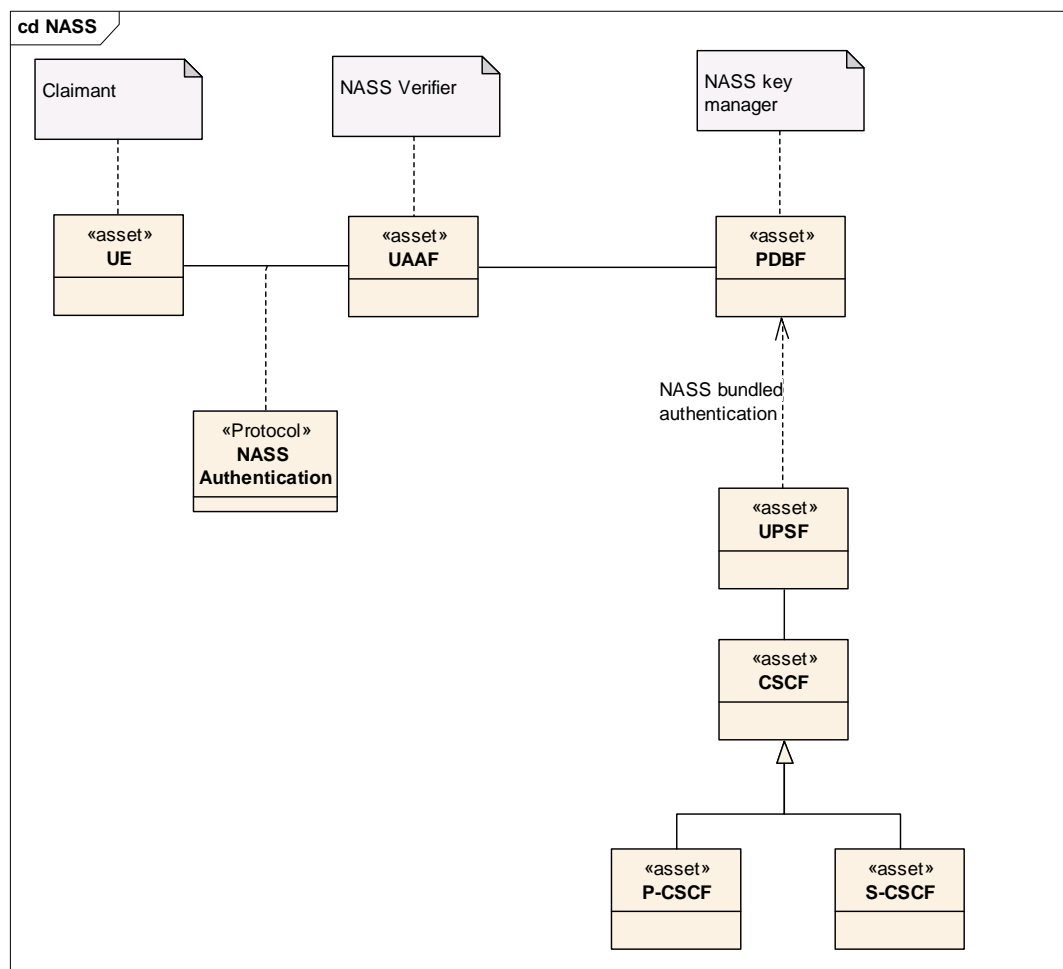 cd NASS
Claimant
NASS Verifier
NASS key
manager
«asset»
UE
«asset»
UAAF
«asset»
PDBF
NASS bundled
authentication
«Protocol»
NASS
Authentication
«asset»
UPSF
«asset»
CSCF
«asset»
P-CSCF
«asset»
S-CSCF